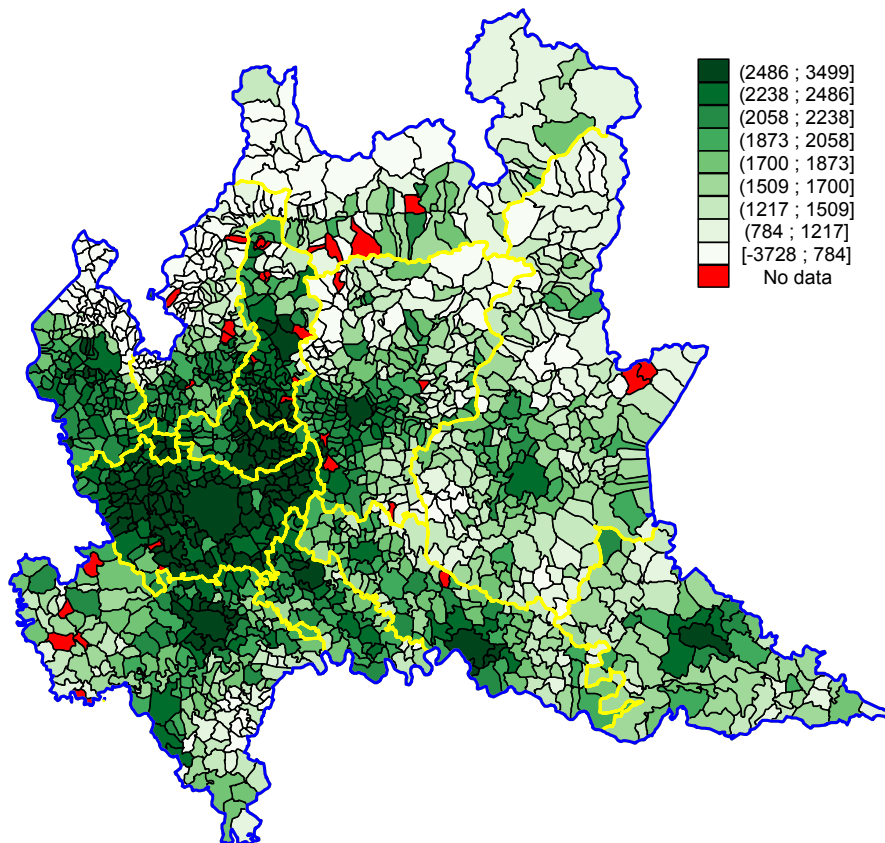 (2486 ; 3499]
(2238 ; 2486]
(2058 ; 2238]
(1873 ; 2058]
(1700 ; 1873]
(1509 ; 1700]
(1217 ; 1509]
(784 ; 1217]
[-3728 ; 784]
No data